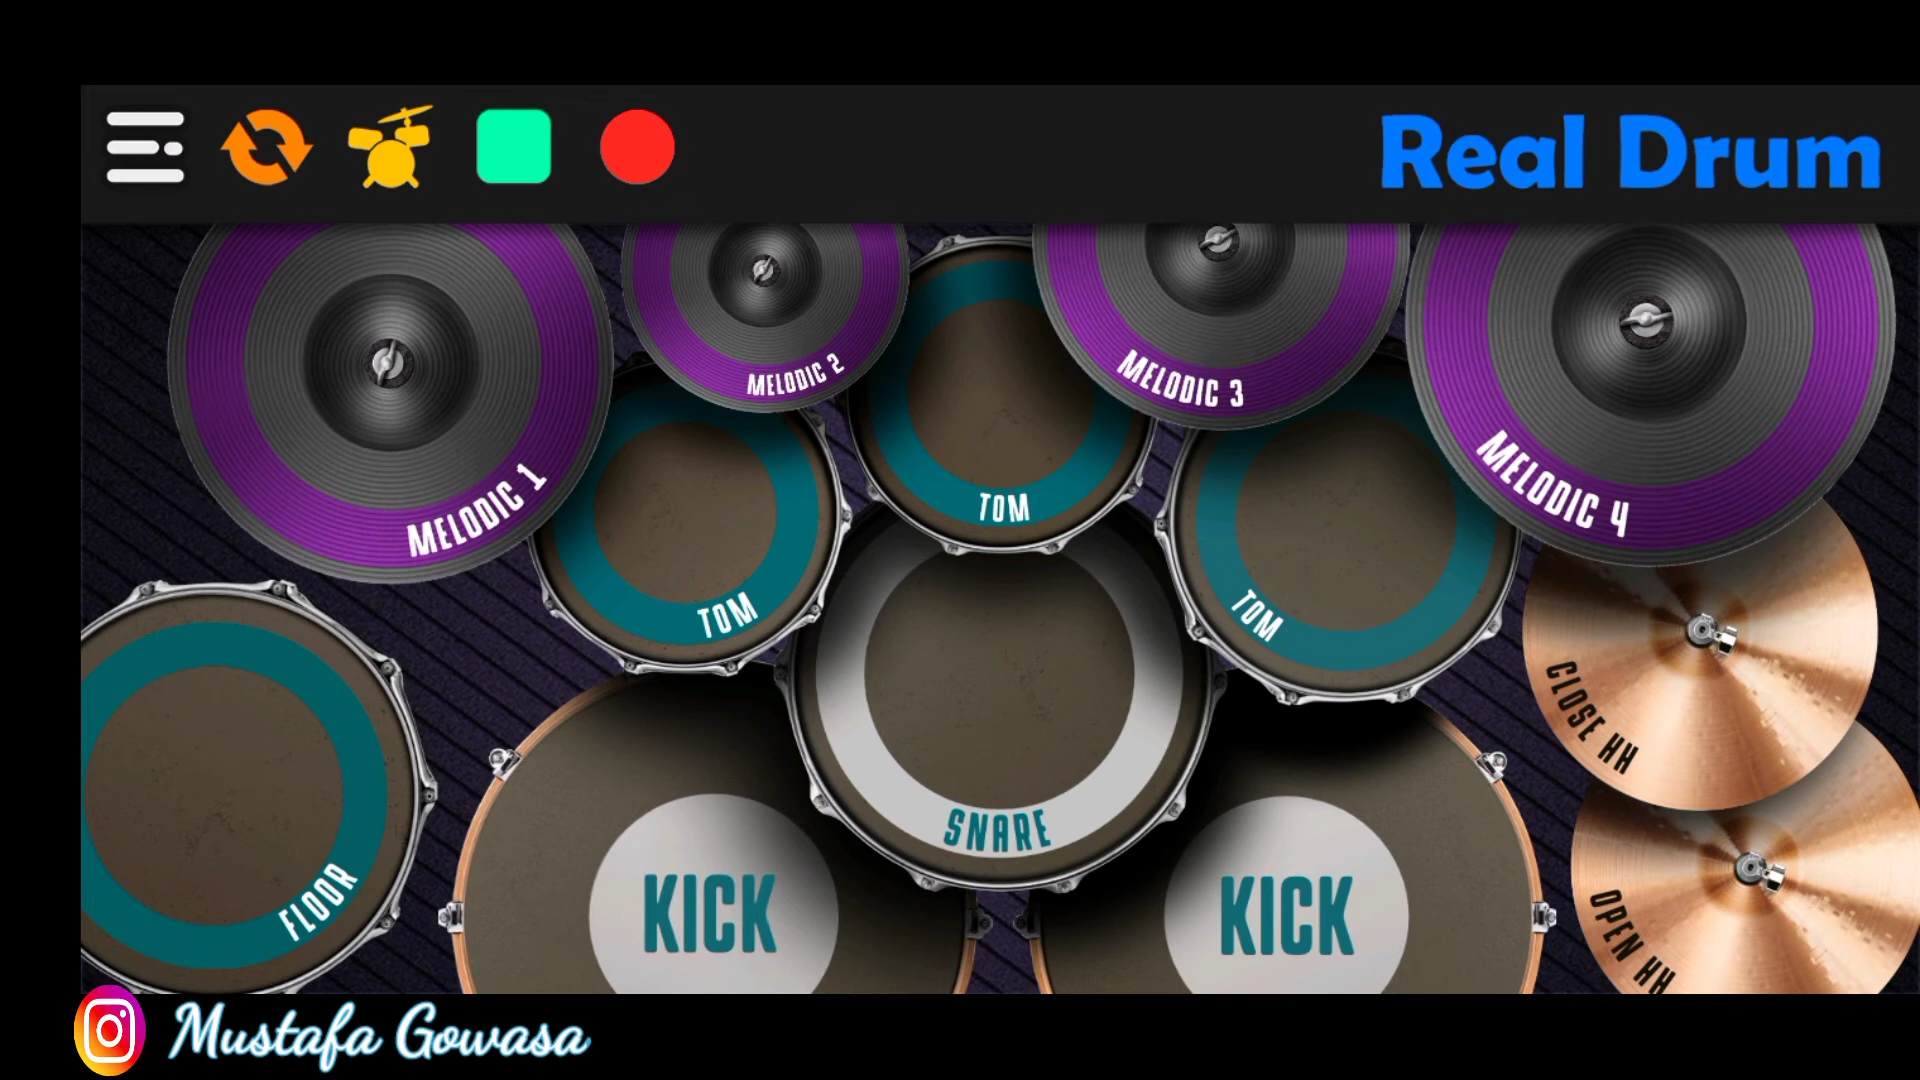 Real Drum
MELODIC 1
MELODIC 2
MELODIC 3
MELODIC 4
TOM
TOM
TOM
CLOSE HH
SNARE
FLOOR
KICK
KICK
OPEN HH
Mustafa Gowasa